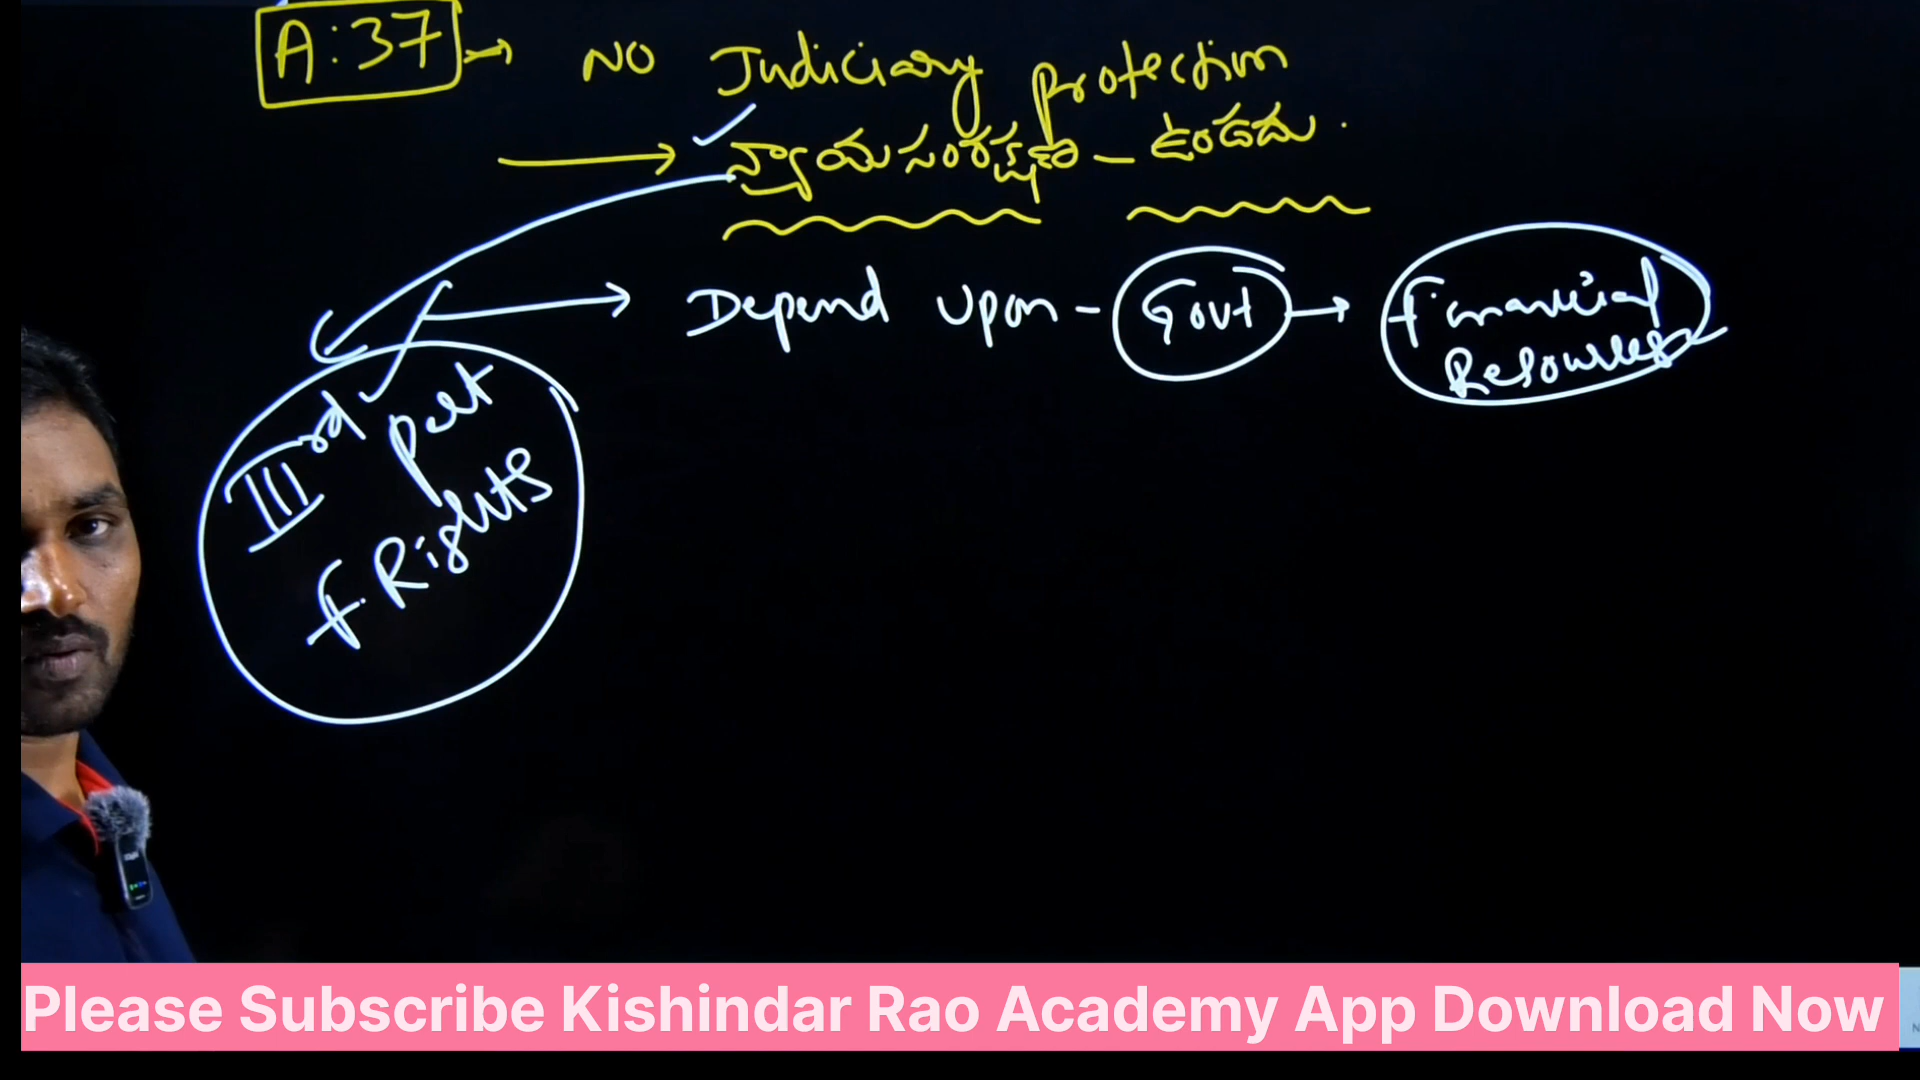 A:37 → NO Judiciary protection
→ న్యాయ సంరక్షణ – ఉండదు.
→ Depend upon - Govt → Financial
Resources
IIIrd part
f. Rights
Please Subscribe Kishindar Rao Academy App Download Now